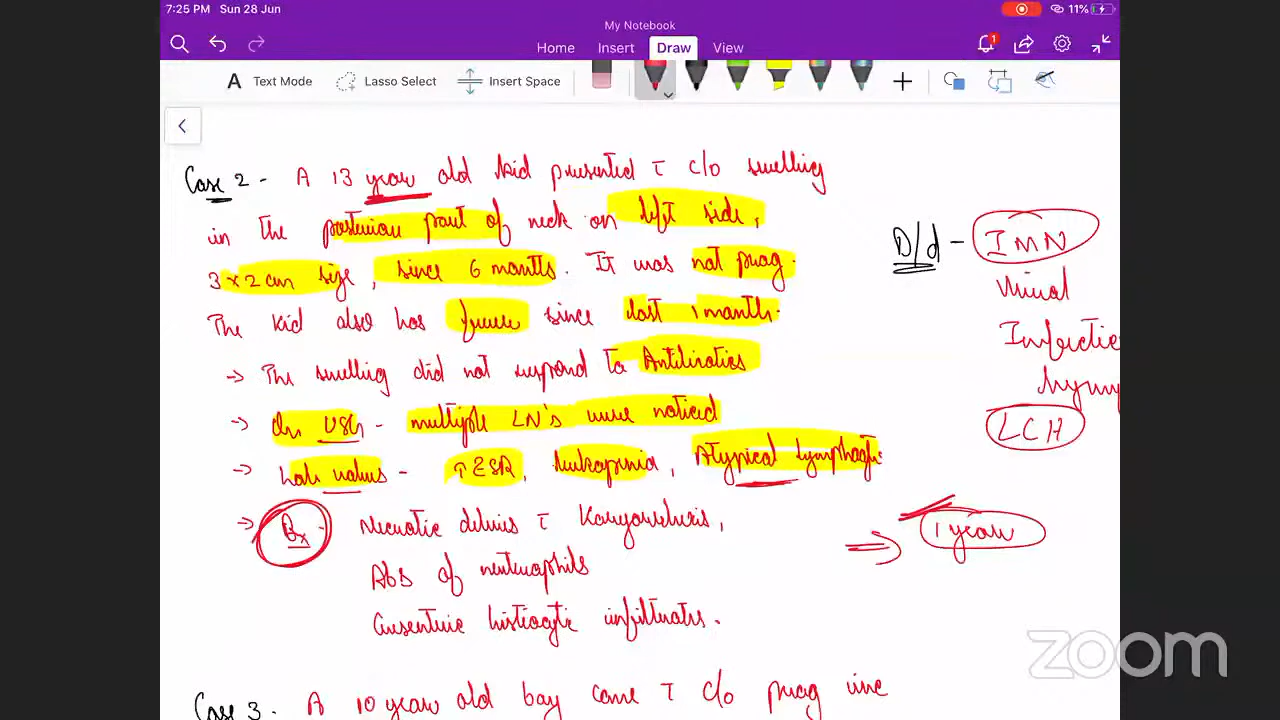 7:25 PM Sun 28 Jun
11%
My Notebook
Home Insert Draw View
1
A Text Mode Lasso Select Insert Space
Case 2 - A 13 year old kid presented c̄ c/o swelling
in the posterior part of neck on left side,
3x2 cm size, since 6 months. It was not prog.
The kid also has fever since last 1 month.
→ The swelling did not respond to Antibiotics
→ On USG - multiple LN's were noticed
→ Lab values - ↑ESR, leukopenia, Atypical lymphocytic
→ Bx - Necrotic debris c̄ Karyorrhexis,
Abs of neutrophils
Crescentric histiocytic infiltrates.
D/d - IMN
Viral
Infectio
lymp
LCH
⇒ 1 year
Case 3. A 10 year old boy came c̄ c/o prog inc
zoom